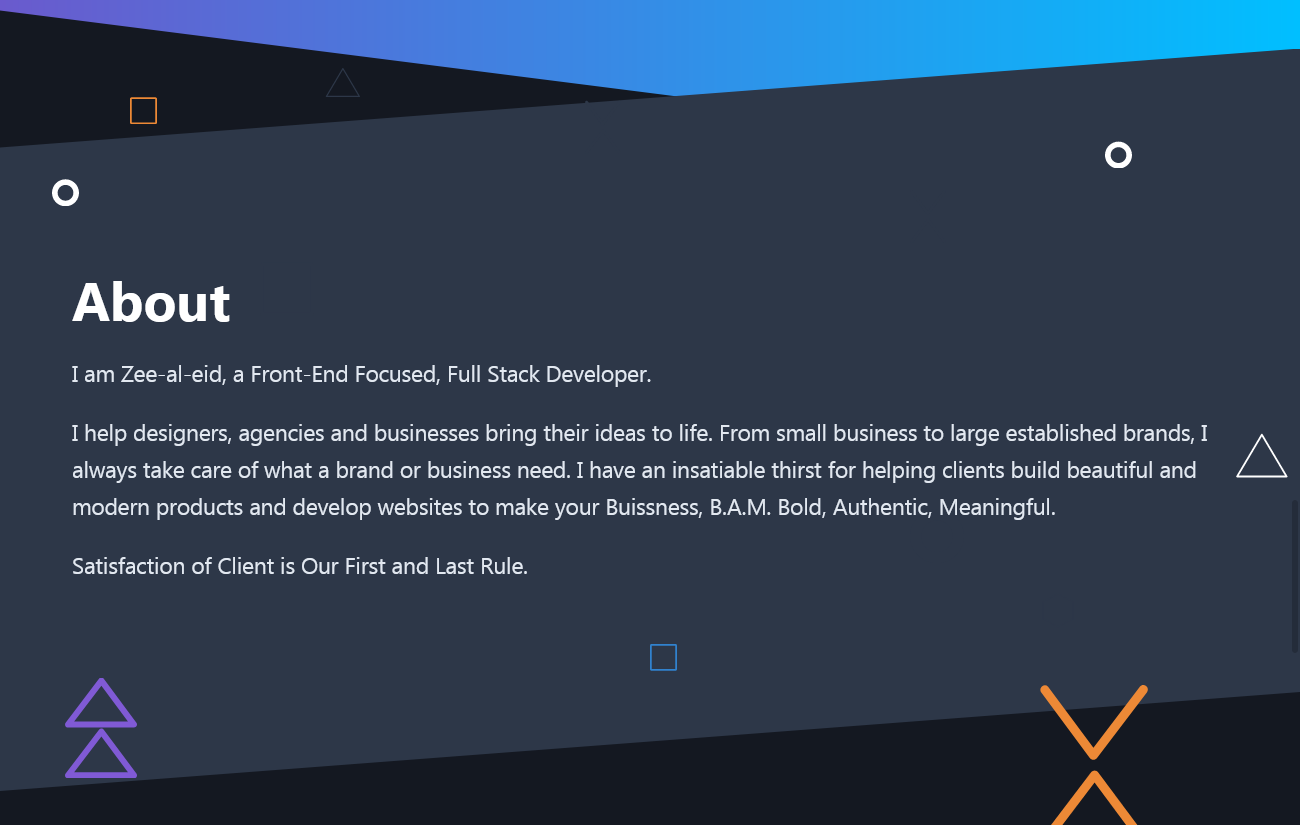 About
I am Zee-al-eid, a Front-End Focused, Full Stack Developer.
I help designers, agencies and businesses bring their ideas to life. From small business to large established brands, I
always take care of what a brand or business need. I have an insatiable thirst for helping clients build beautiful and
modern products and develop websites to make your Buissness, B.A.M. Bold, Authentic, Meaningful.
Satisfaction of Client is Our First and Last Rule.